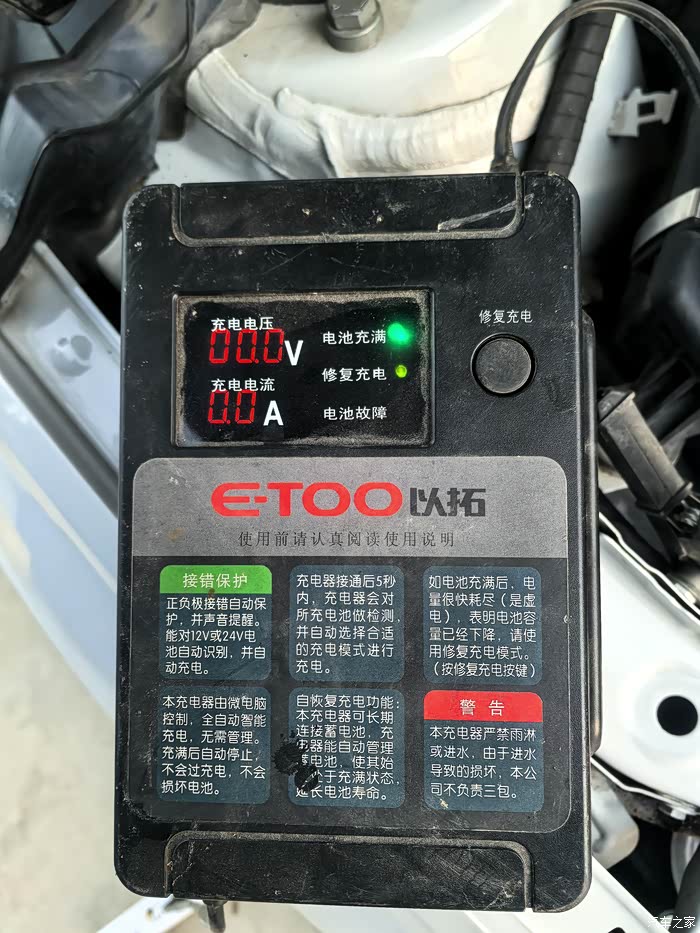 充电电压
00.0V
电池充满
修复充电
充电电流
0.0A
电池故障
修复充电
E-TOO以拓
使用前请认真阅读使用说明
接错保护
正负极接错自动保
护，并声音提醒。
能对12V或24V电
池自动识别，并自
动充电。
充电器接通后5秒
内，充电器会对
所充电池做检测，
并自动选择合适
的充电模式进行
充电。
如电池充满后，电
量很快耗尽（是虚
电），表明电池容
量已经下降，请使
用修复充电模式。
（按修复充电按键）
本充电器由微电脑
控制，全自动智能
充电，无需管理。
充满后自动停止，
不会过充电，不会
损坏电池。
自恢复充电功能：
本充电器可长期
连接蓄电池，充
器能自动管理
电池，使其始
于充满状态，
延长电池寿命。
警告
本充电器严禁雨淋
或进水，由于进水
导致的损坏，本公
司不负责三包。
汽车之家